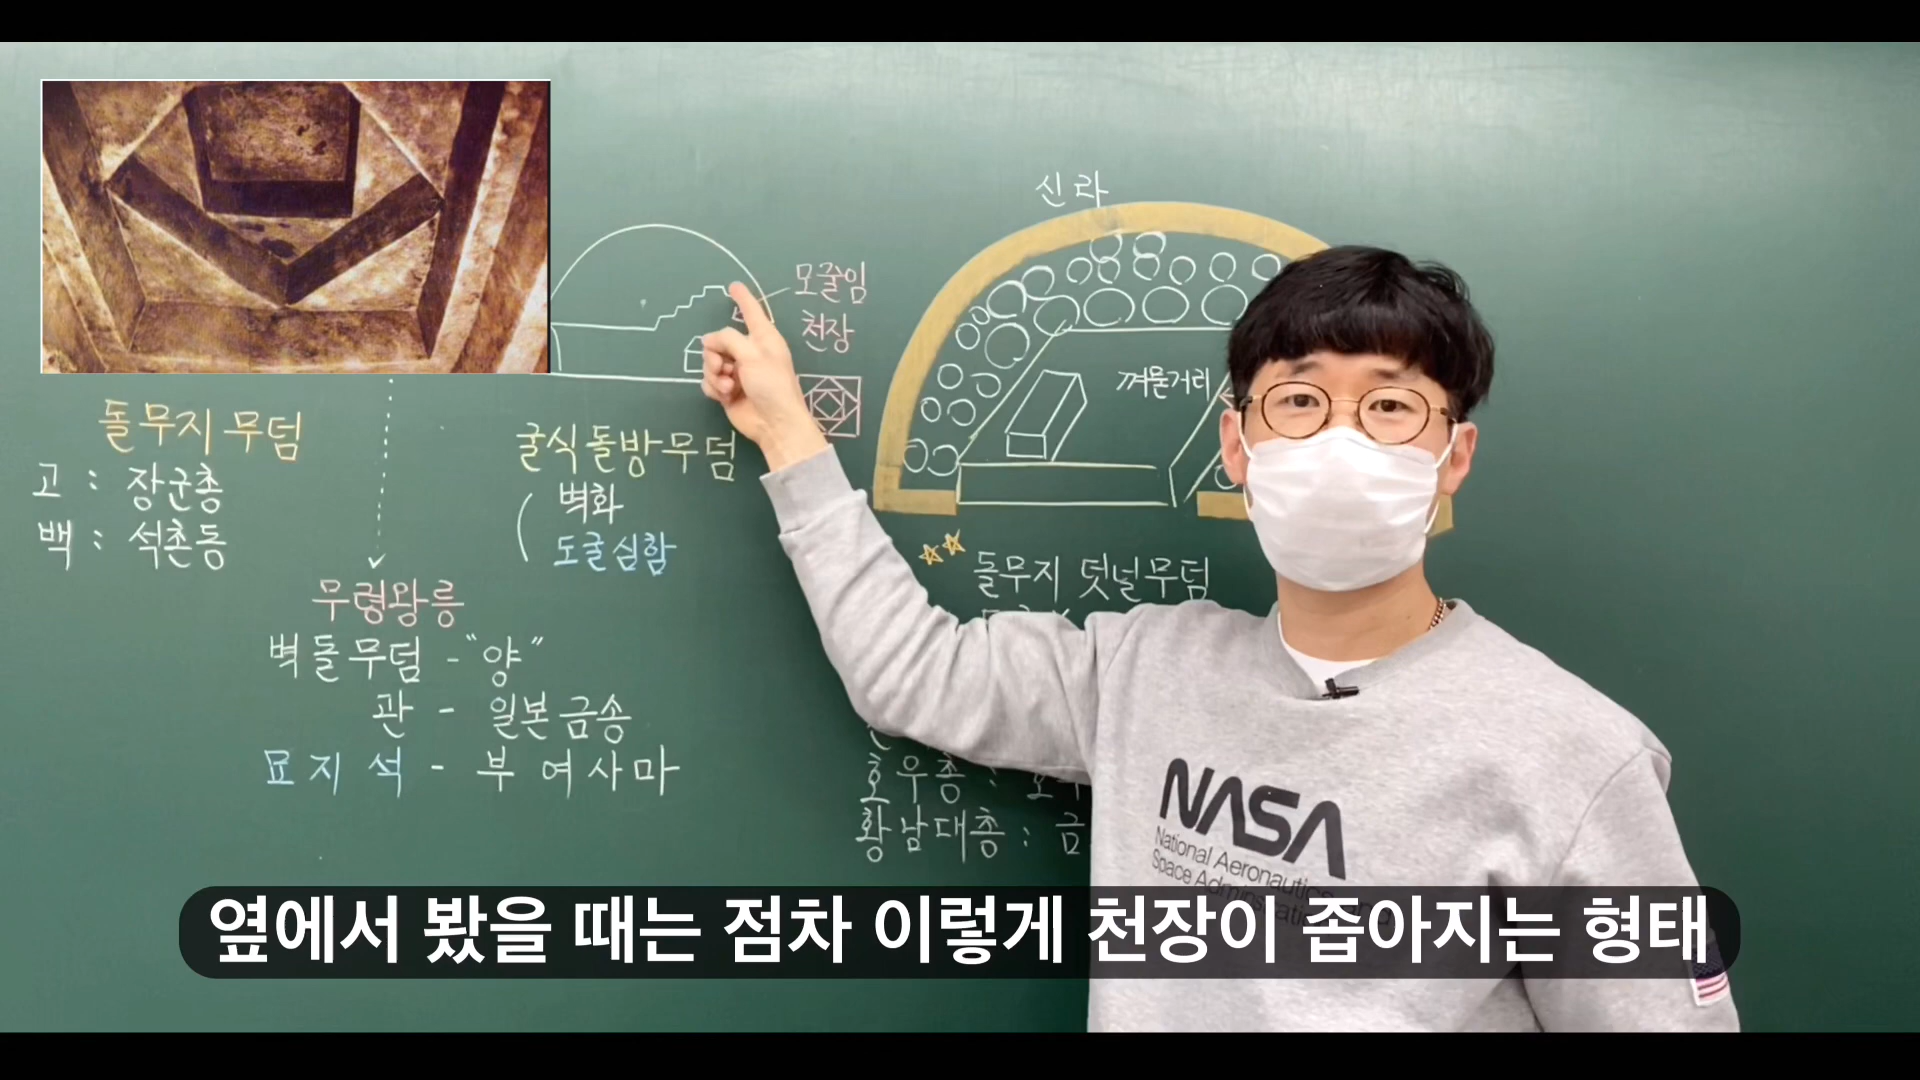 신라
모줄임
천장
껴묻거리
돌무지무덤
고 : 장군총
백 : 석촌동
굴식돌방무덤
벽화
도굴심함
무령왕릉
벽돌무덤 - "양"
관 - 일본금송
묘지석 - 부여사마
돌무지 덧널무덤
호우총 :
황남대총 : 금
NASA
National Aeronautics and
Space Administration
옆에서 봤을 때는 점차 이렇게 천장이 좁아지는 형태